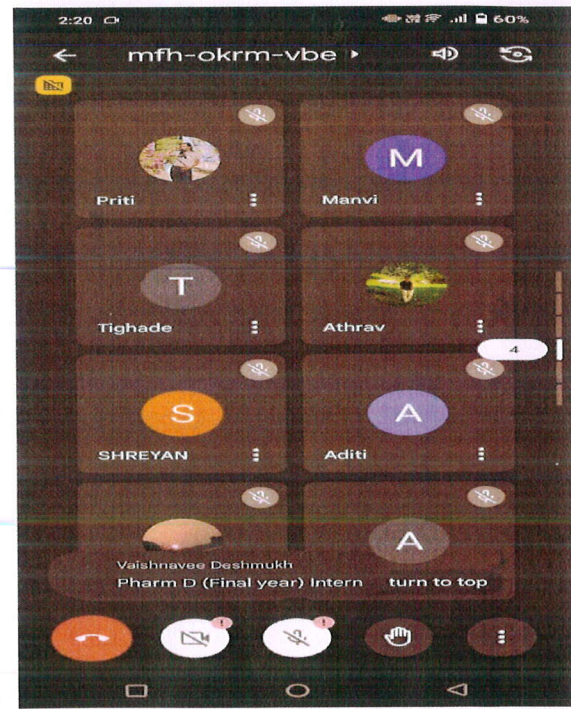 2:20 60%
mfh-okrm-vbe
Priti
M
Manvi
T
Tighade
Athrav
4
S
SHREYAN
A
Aditi
A
Vaishnavee Deshmukh
Pharm D (Final year) Intern turn to top